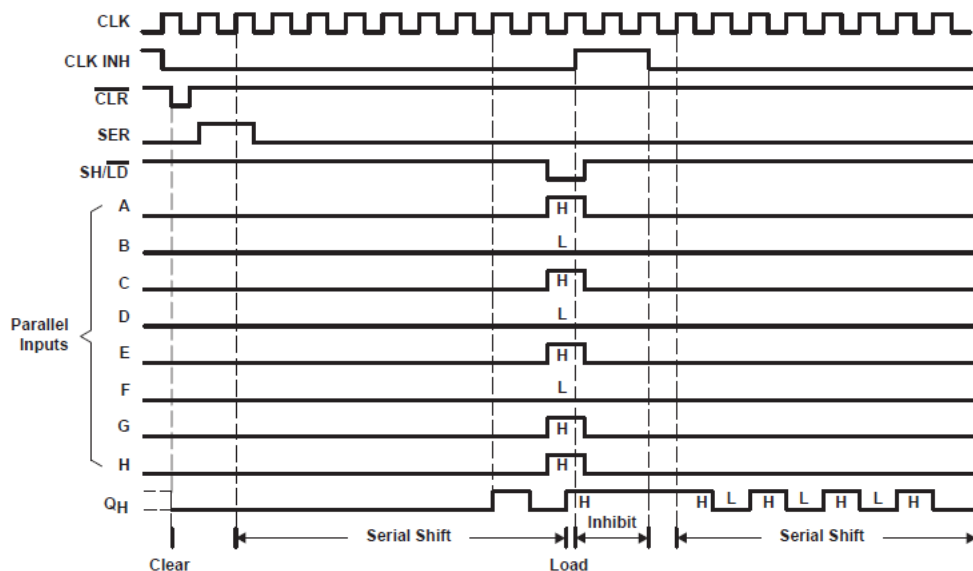 CLK
CLK INH
CLR
SER
SH/LD
A
H
B
L
C
H
D
L
Parallel
Inputs
E
H
F
L
G
H
H
H
QH
H
H
L
H
L
H
L
H
Inhibit
Serial Shift
Serial Shift
Clear
Load